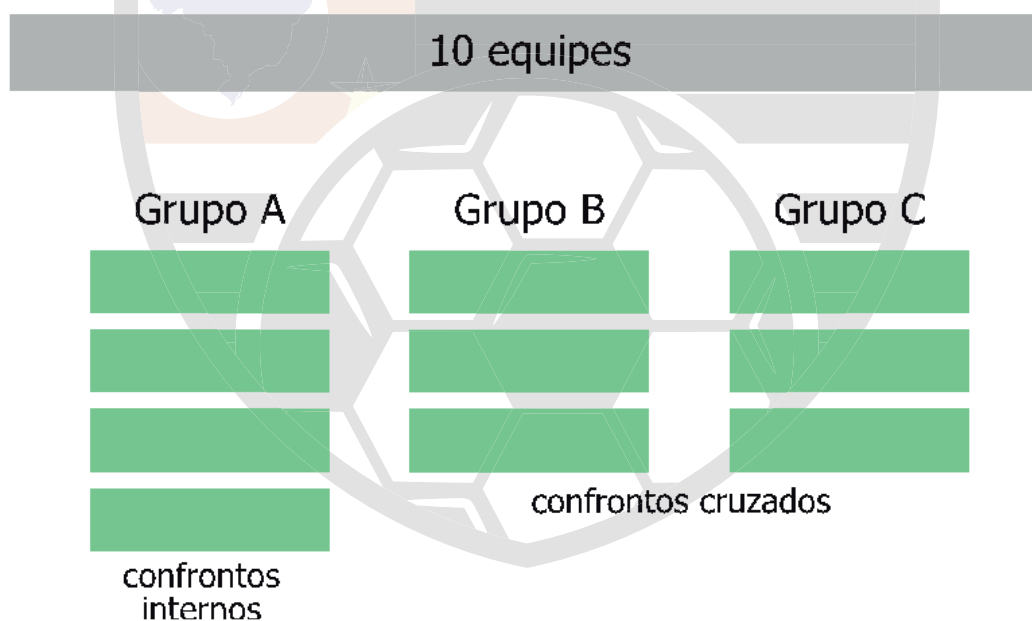 10 equipes
Grupo A
Grupo B
Grupo C
confrontos cruzados
confrontos
internos